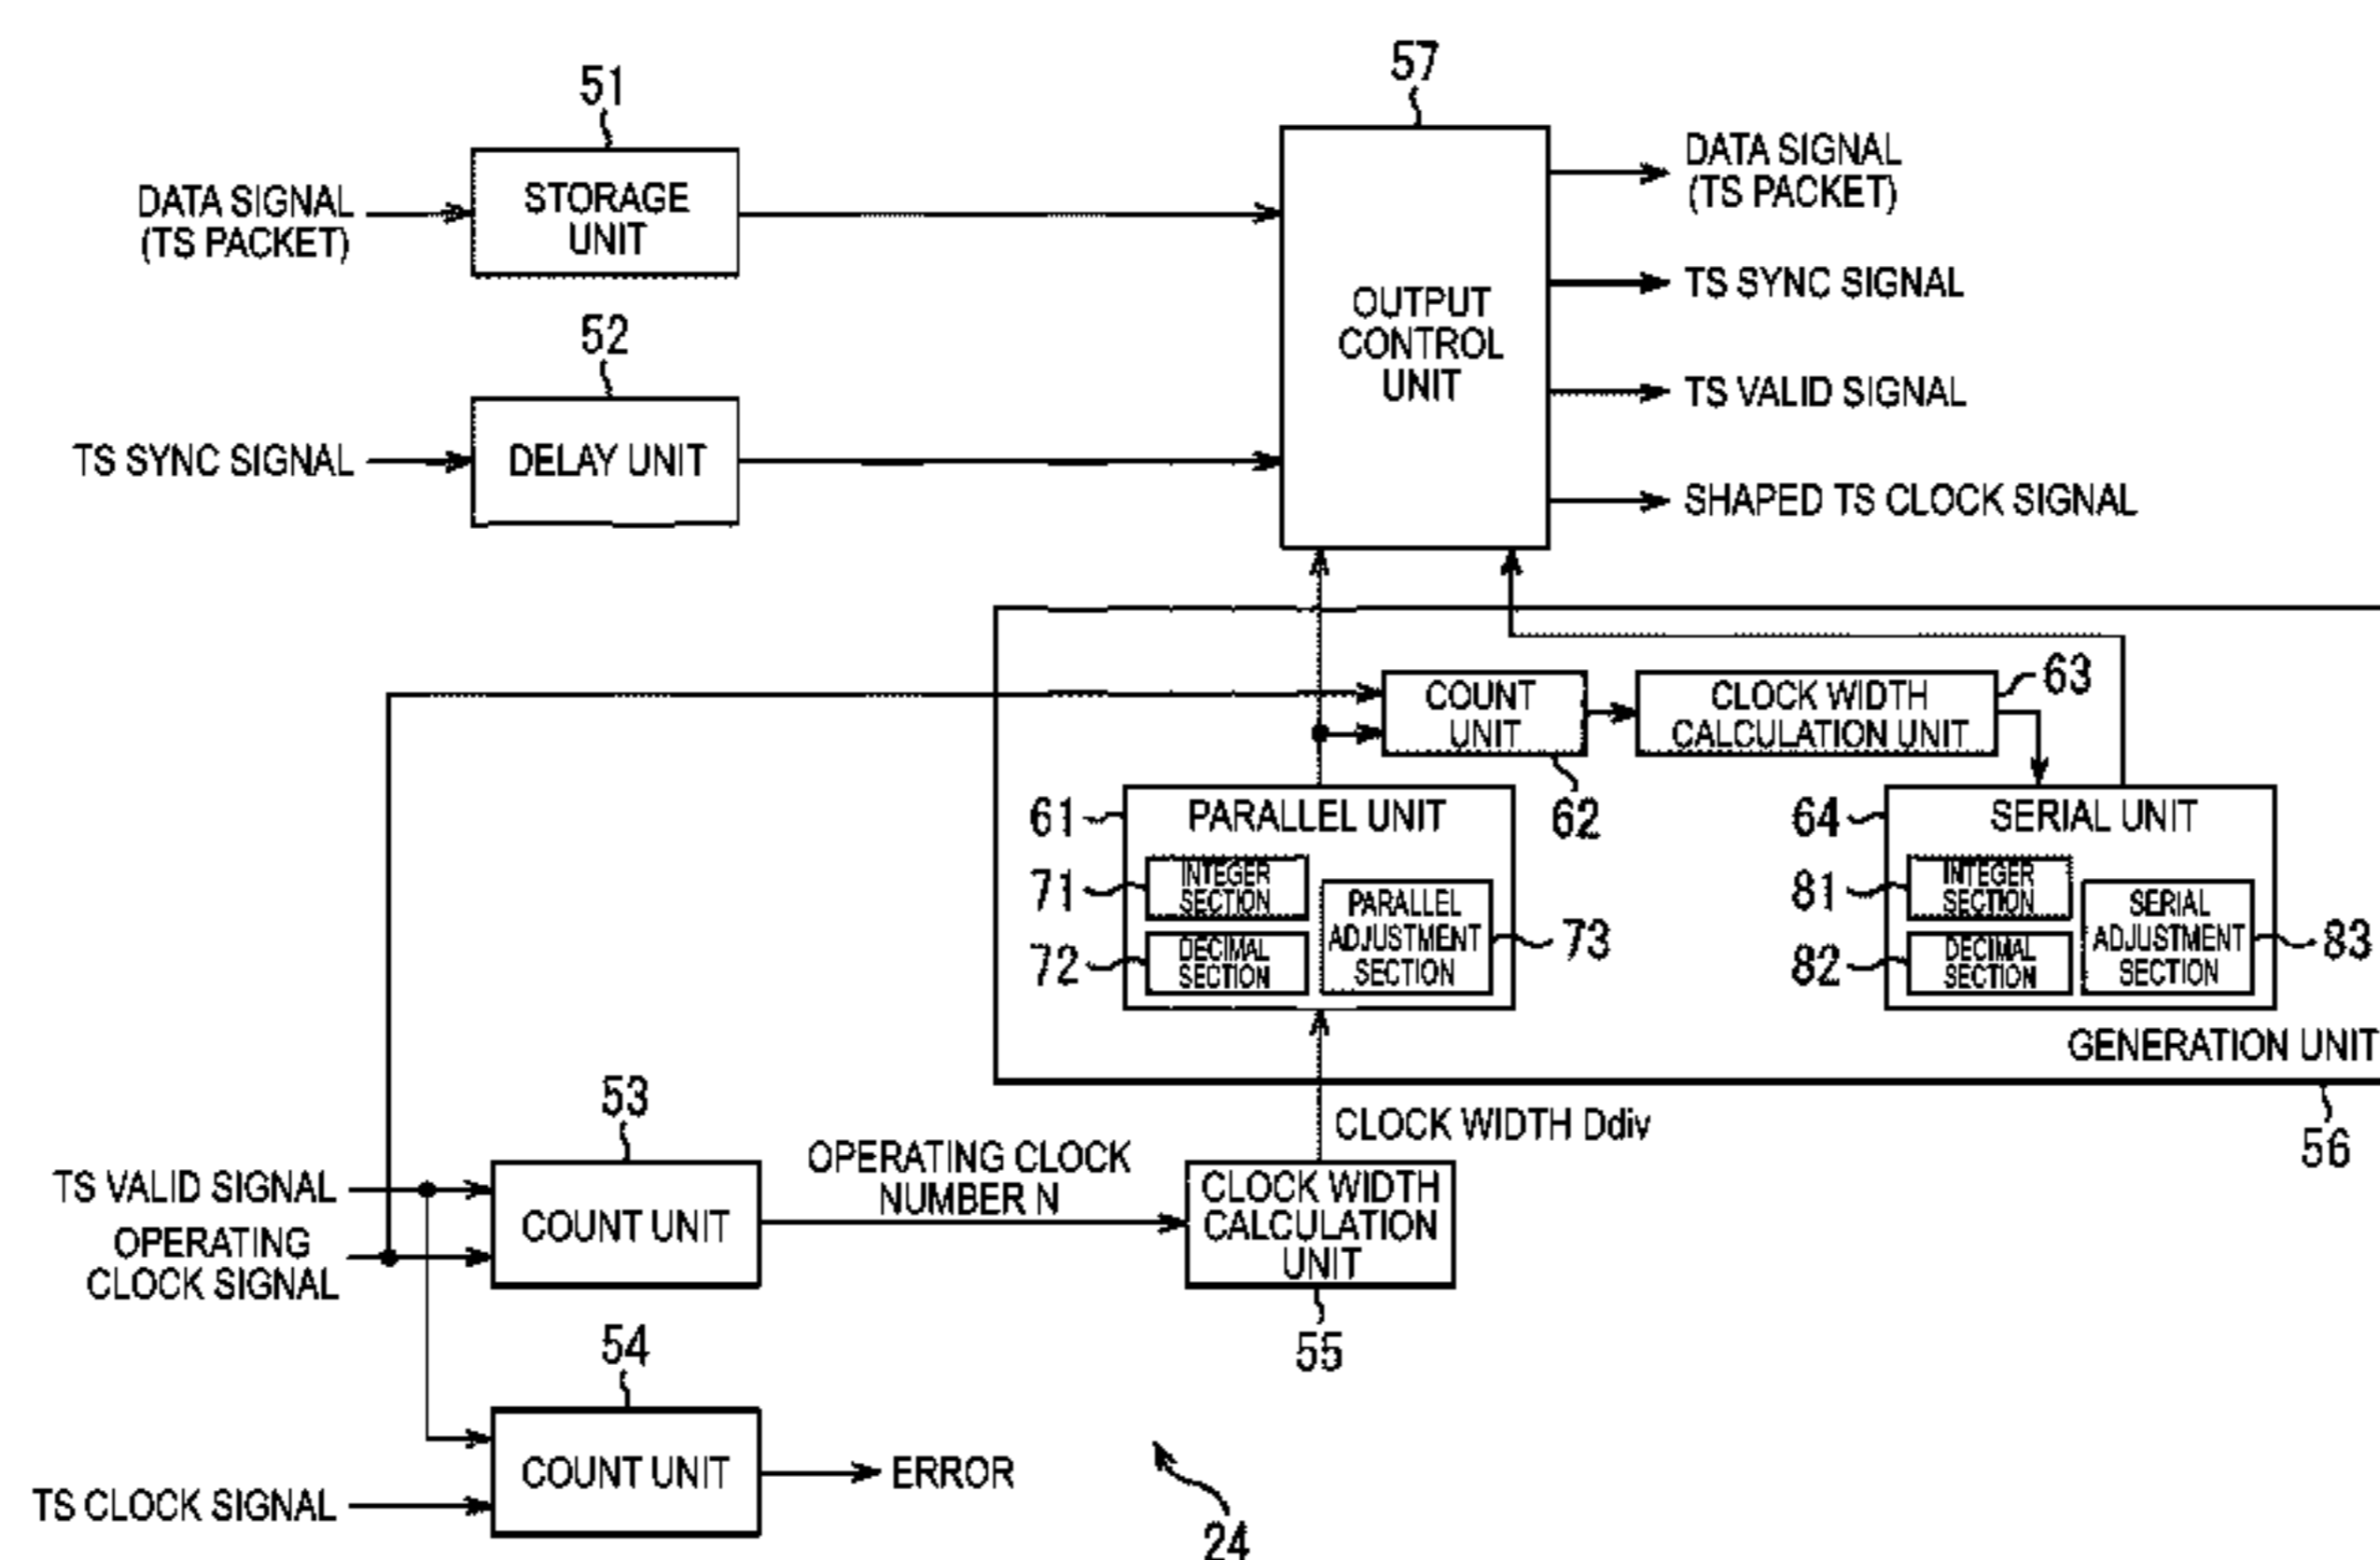 57
51
DATA SIGNAL
(TS PACKET)
STORAGE
UNIT
DATA SIGNAL
(TS PACKET)
TS SYNC SIGNAL
OUTPUT
CONTROL
UNIT
52
TS VALID SIGNAL
TS SYNC SIGNAL
DELAY UNIT
SHAPED TS CLOCK SIGNAL
COUNT
UNIT
CLOCK WIDTH
CALCULATION UNIT
63
61
PARALLEL UNIT
62
64
SERIAL UNIT
71
INTEGER
SECTION
72
DECIMAL
SECTION
PARALLEL
ADJUSTMENT
SECTION
73
81
INTEGER
SECTION
82
DECIMAL
SECTION
SERIAL
ADJUSTMENT
SECTION
83
GENERATION UNIT
56
53
CLOCK WIDTH Ddiv
TS VALID SIGNAL
OPERATING
CLOCK SIGNAL
COUNT UNIT
OPERATING CLOCK
NUMBER N
CLOCK WIDTH
CALCULATION
UNIT
55
54
TS CLOCK SIGNAL
COUNT UNIT
ERROR
24